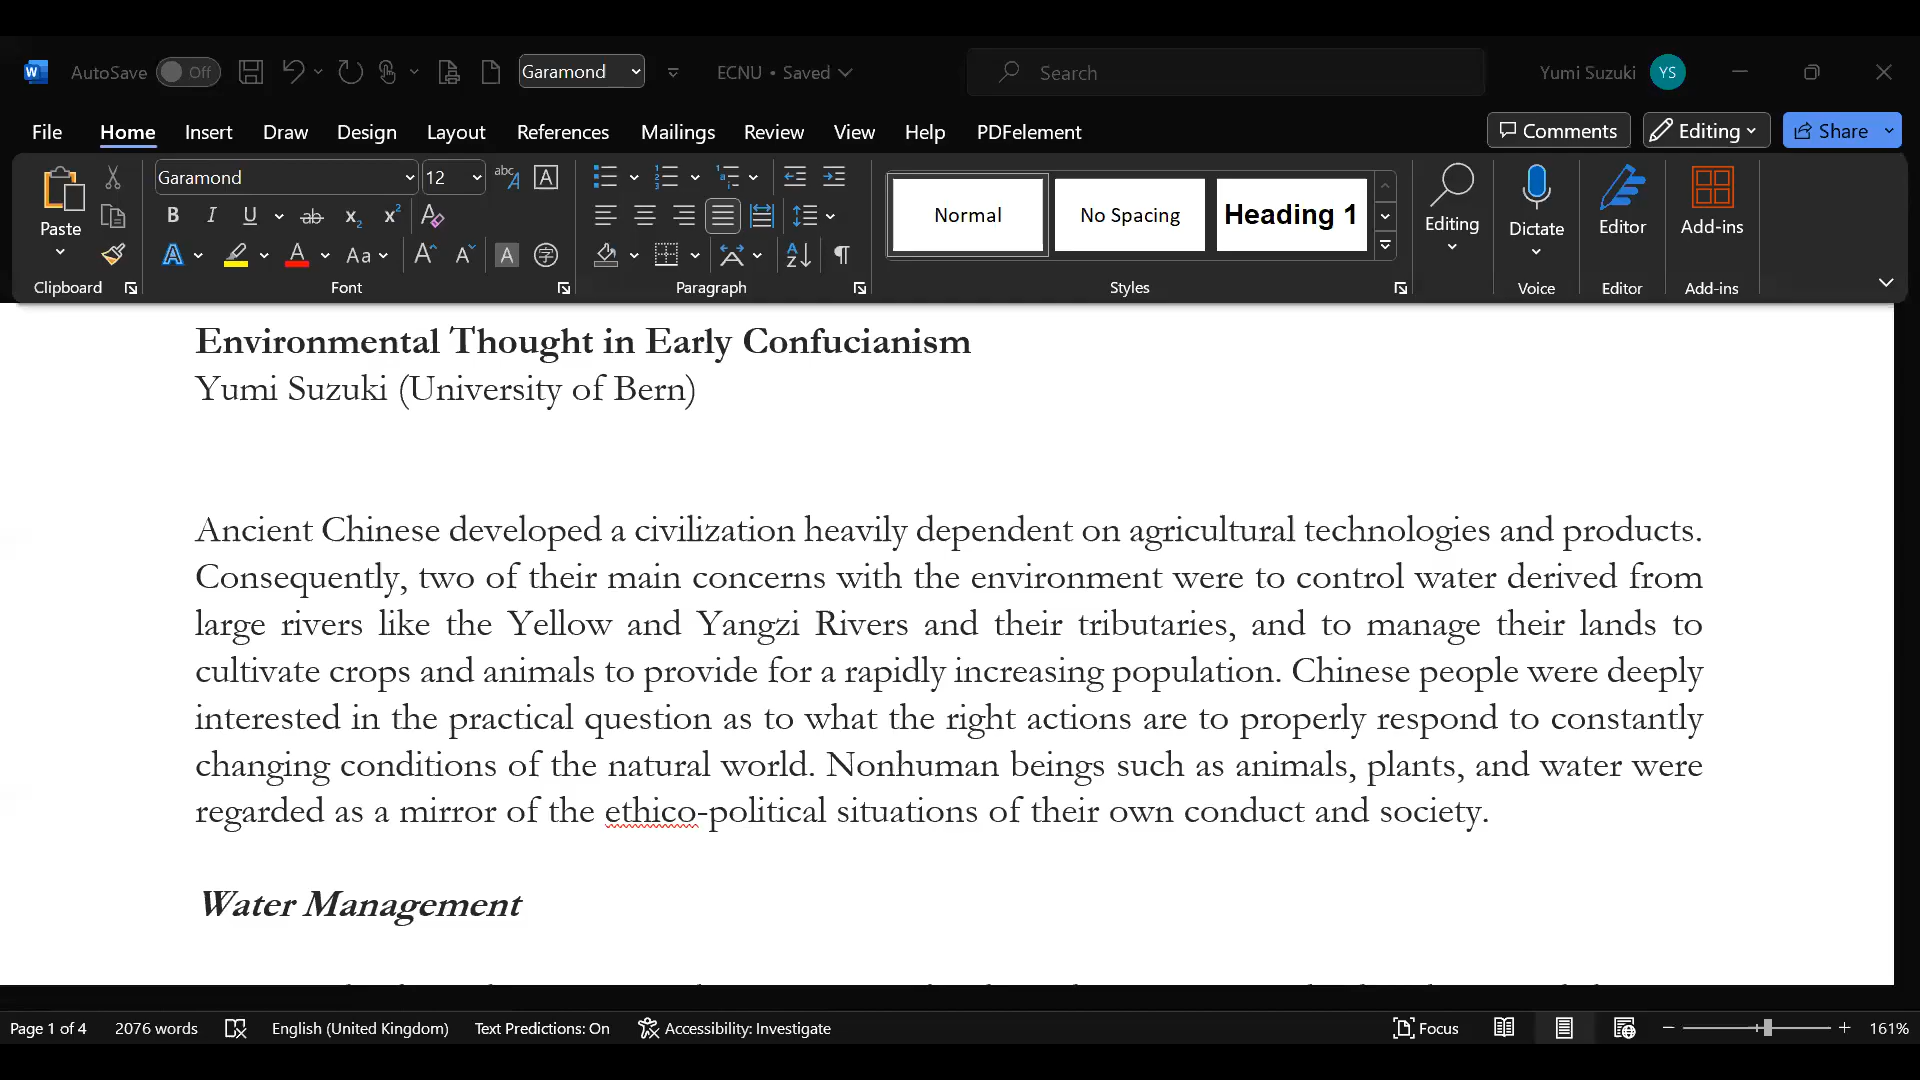 AutoSave Off Garamond ECNU • Saved Search Yumi Suzuki YS
File Home Insert Draw Design Layout References Mailings Review View Help PDFelement Comments Editing Share
Paste
Garamond 12
Normal No Spacing Heading 1
Editing Dictate Editor Add-ins
Clipboard Font Paragraph Styles Voice Editor Add-ins
Environmental Thought in Early Confucianism
Yumi Suzuki (University of Bern)
Ancient Chinese developed a civilization heavily dependent on agricultural technologies and products.
Consequently, two of their main concerns with the environment were to control water derived from
large rivers like the Yellow and Yangzi Rivers and their tributaries, and to manage their lands to
cultivate crops and animals to provide for a rapidly increasing population. Chinese people were deeply
interested in the practical question as to what the right actions are to properly respond to constantly
changing conditions of the natural world. Nonhuman beings such as animals, plants, and water were
regarded as a mirror of the ethico-political situations of their own conduct and society.
Water Management
Page 1 of 4 2076 words English (United Kingdom) Text Predictions: On Accessibility: Investigate Focus 161%